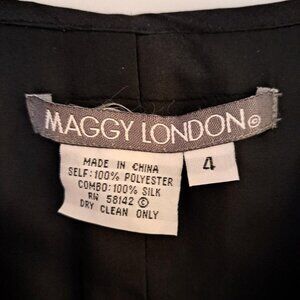 MAGGY LONDON©
MADE IN CHINA
SELF: 100% POLYESTER
COMBO: 100% SILK
RN 58142 ©
DRY CLEAN ONLY
4